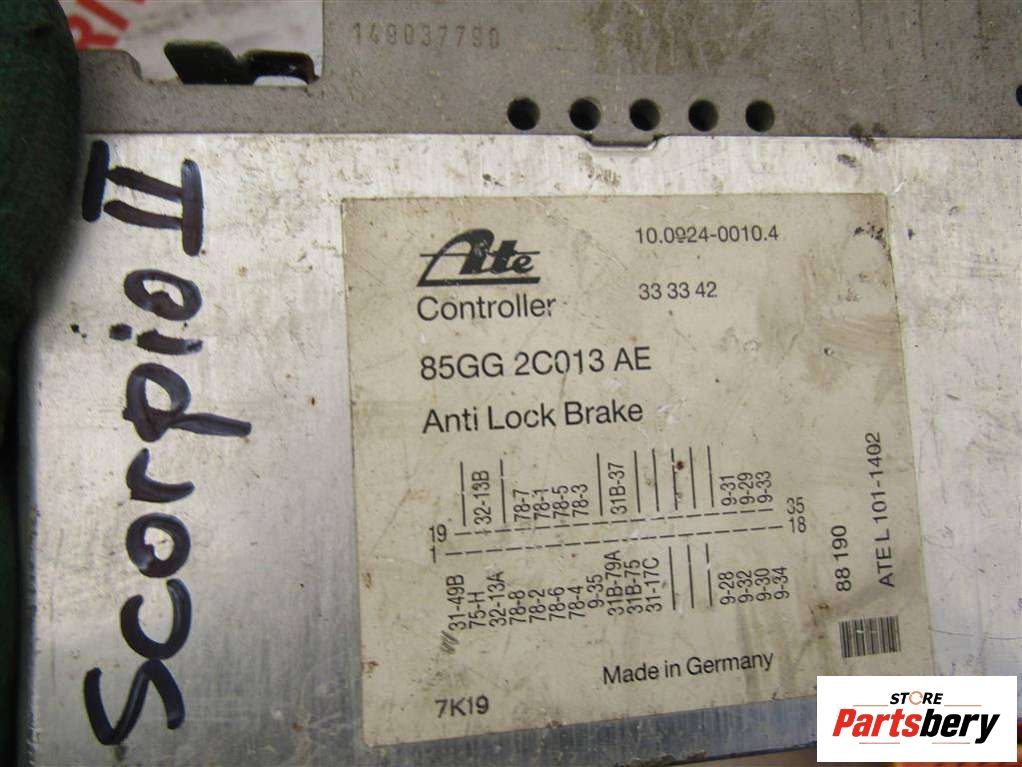 149037790
Scorpio II
Ate
10.0924-0010.4
Controller
33 33 42
85GG 2C013 AE
Anti Lock Brake
32-13B
78-7
78-1
78-5
78-3
31B-37
9-31
9-29
9-33
19
35
1
18
31-49B
75-H
32-13A
78-8
78-2
78-6
78-4
9-35
31B-79A
31B-75
31-17C
9-28
9-32
9-30
9-34
88 190
ATE L 101-1402
Made in Germany
7K19
STORE
Partsbery